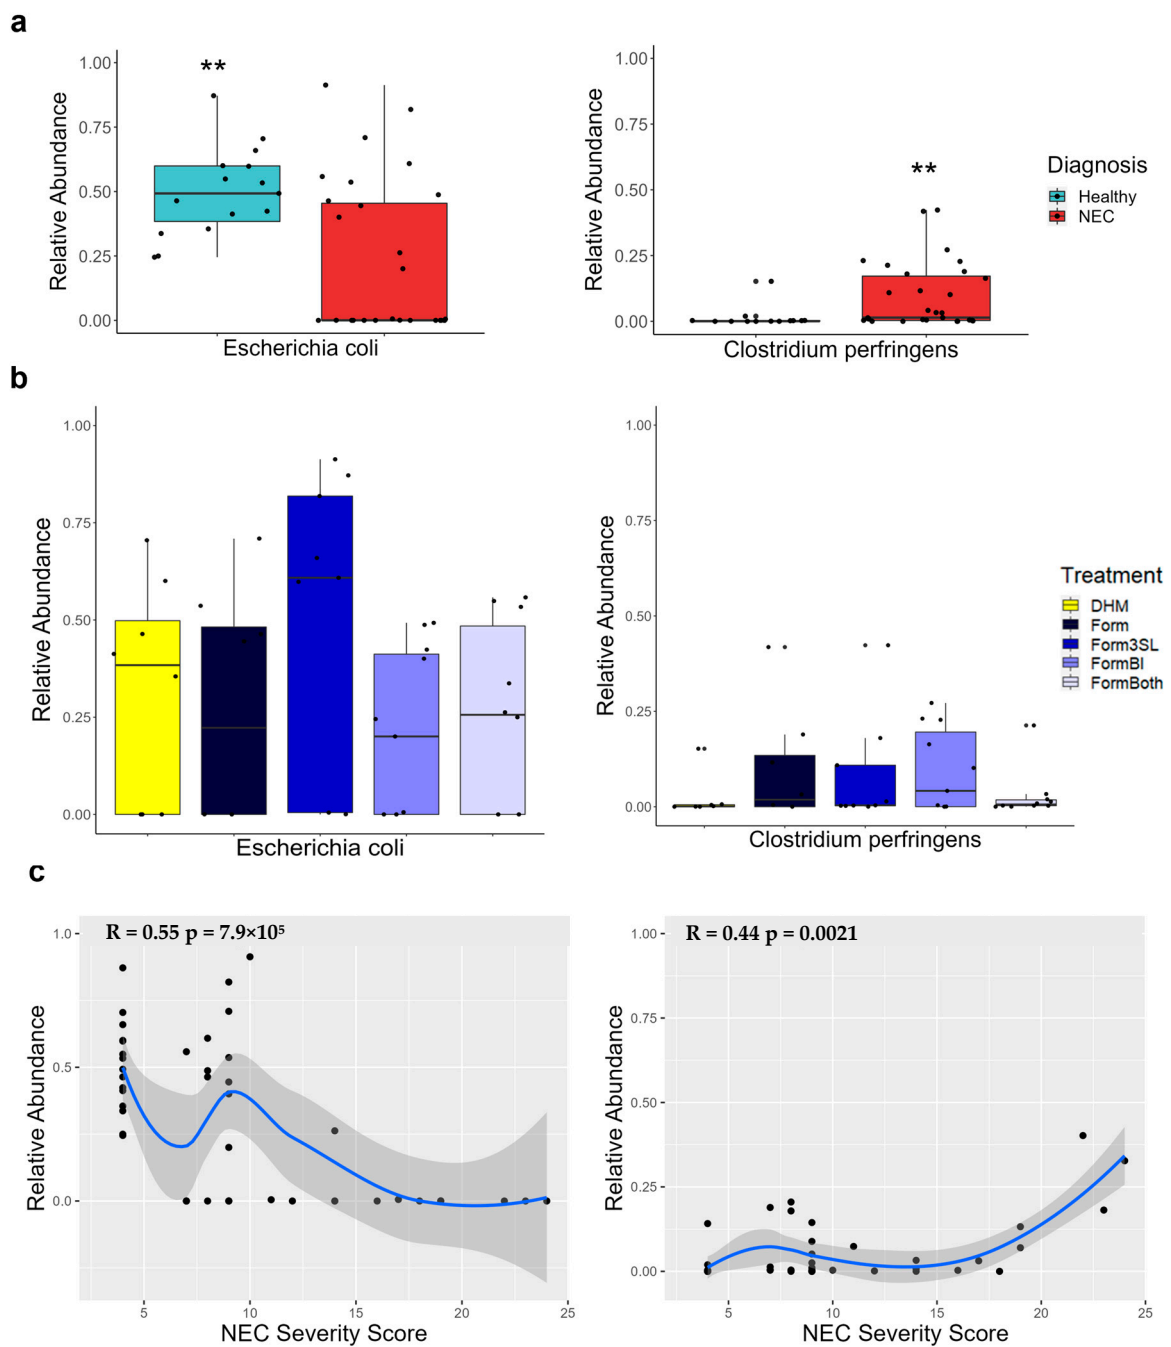 a
**
1.00
0.75
0.50
0.25
0.00
Relative Abundance
Escherichia coli
**
1.00
0.75
0.50
0.25
0.00
Relative Abundance
Clostridium perfringens
Diagnosis
Healthy
NEC
b
1.00
0.75
0.50
0.25
0.00
Relative Abundance
Escherichia coli
1.00
0.75
0.50
0.25
0.00
Relative Abundance
Clostridium perfringens
Treatment
DHM
Form
Form3SL
FormBI
FormBoth
c
R = 0.55 p = 7.9×10⁵
1.0
0.5
0.0
Relative Abundance
5 10 15 20 25
NEC Severity Score
R = 0.44 p = 0.0021
1.00
0.75
0.50
0.25
0.00
Relative Abundance
5 10 15 20 25
NEC Severity Score